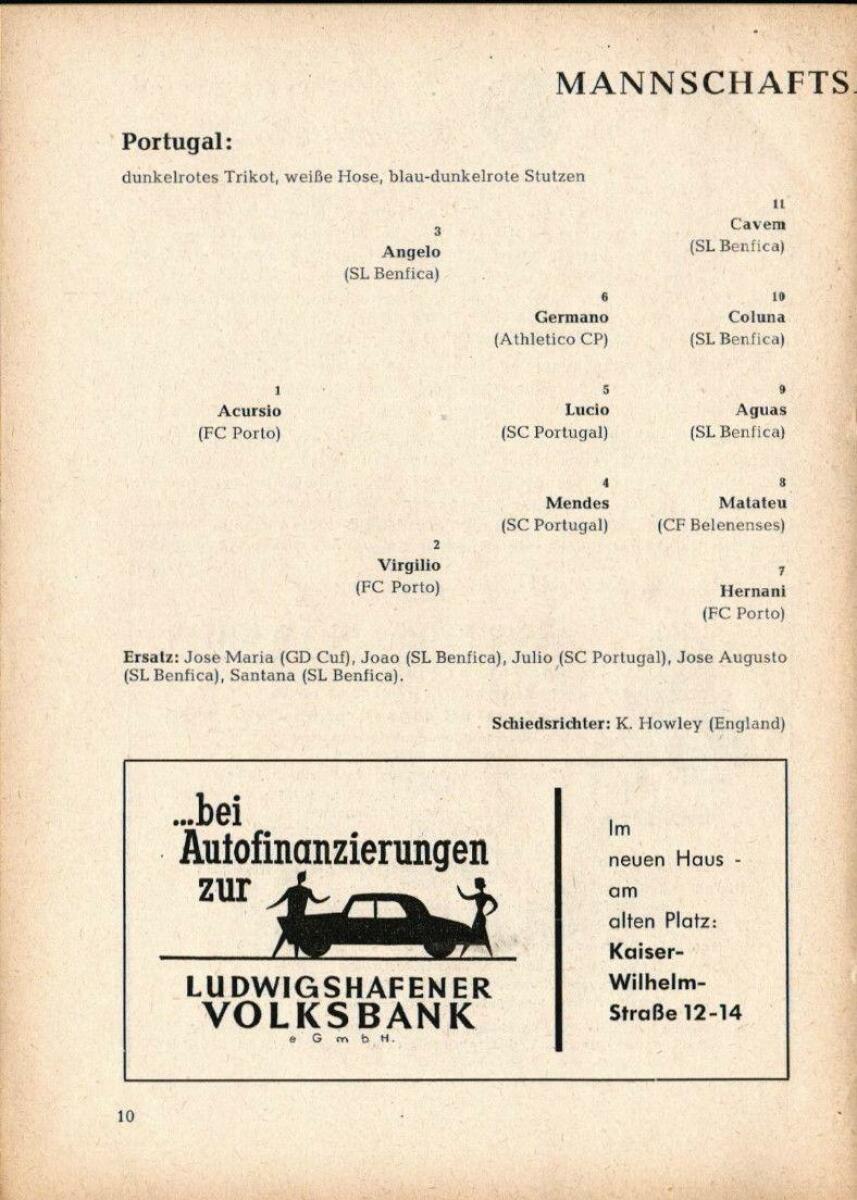 MANNSCHAFTS
Portugal:
dunkelrotes Trikot, weiße Hose, blau-dunkelrote Stutzen
11
Cavem
(SL Benfica)
3
Angelo
(SL Benfica)
6
Germano
(Athletico CP)
10
Coluna
(SL Benfica)
1
Acursio
(FC Porto)
5
Lucio
(SC Portugal)
9
Aguas
(SL Benfica)
4
Mendes
(SC Portugal)
8
Matateu
(CF Belenenses)
2
Virgilio
(FC Porto)
7
Hernani
(FC Porto)
Ersatz: Jose Maria (GD Cuf), Joao (SL Benfica), Julio (SC Portugal), Jose Augusto
(SL Benfica), Santana (SL Benfica).
Schiedsrichter: K. Howley (England)
...bei
Autofinanzierungen
zur
LUDWIGSHAFENER
VOLKSBANK
e G m b H.
Im
neuen Haus -
am
alten Platz:
Kaiser-
Wilhelm-
Straße 12-14
10